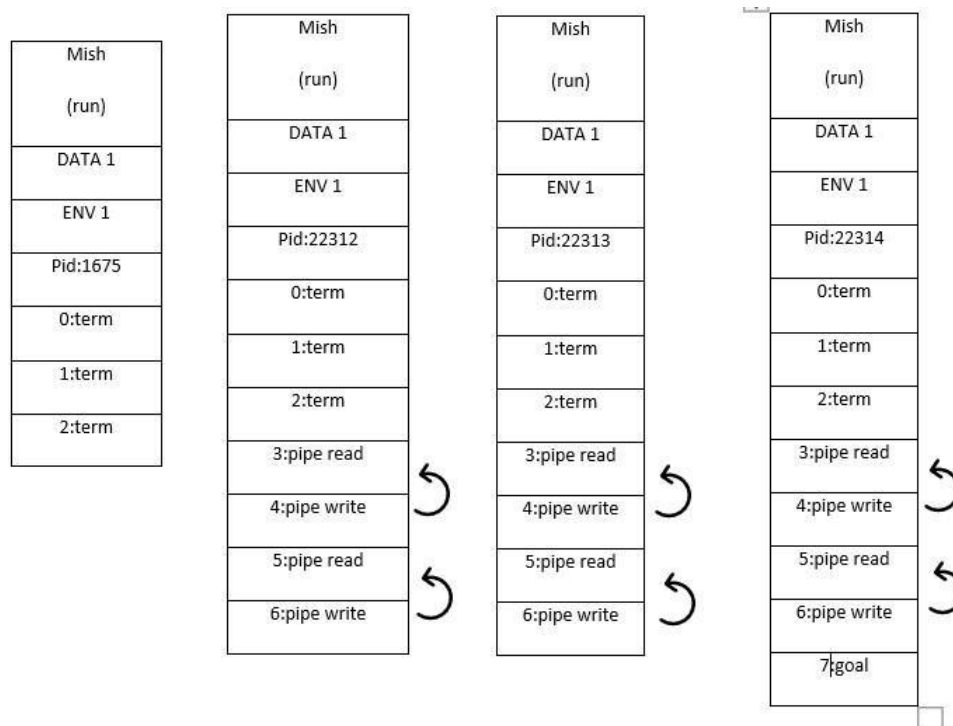 Mish
(run)
DATA 1
ENV 1
Pid:1675
0:term
1:term
2:term
Mish
(run)
DATA 1
ENV 1
Pid:22312
0:term
1:term
2:term
3:pipe read
4:pipe write
5:pipe read
6:pipe write
Mish
(run)
DATA 1
ENV 1
Pid:22313
0:term
1:term
2:term
3:pipe read
4:pipe write
5:pipe read
6:pipe write
Mish
(run)
DATA 1
ENV 1
Pid:22314
0:term
1:term
2:term
3:pipe read
4:pipe write
5:pipe read
6:pipe write
7:goal